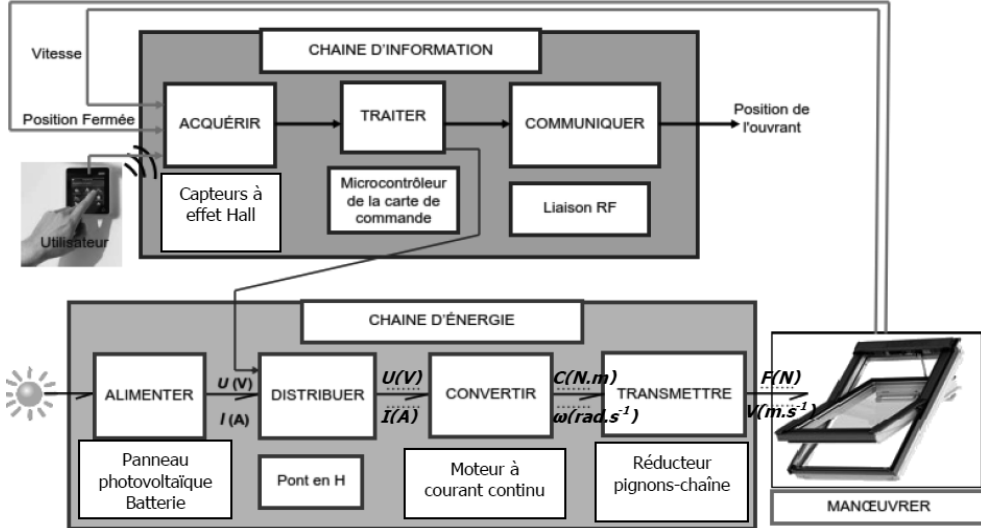 CHAINE D'INFORMATION
Vitesse
Position Fermée
ACQUÉRIR
TRAITER
COMMUNIQUER
Position de
l'ouvrant
Capteurs à
effet Hall
Microcontrôleur
de la carte de
commande
Liaison RF
Utilisateur
CHAINE D'ÉNERGIE
ALIMENTER
U (V)
I (A)
DISTRIBUER
U(V)
I(A)
CONVERTIR
C(N.m)
ω(rad.s⁻¹)
TRANSMETTRE
F(N)
V(m.s⁻¹)
Panneau
photovoltaïque
Batterie
Pont en H
Moteur à
courant continu
Réducteur
pignons-chaîne
MANŒUVRER